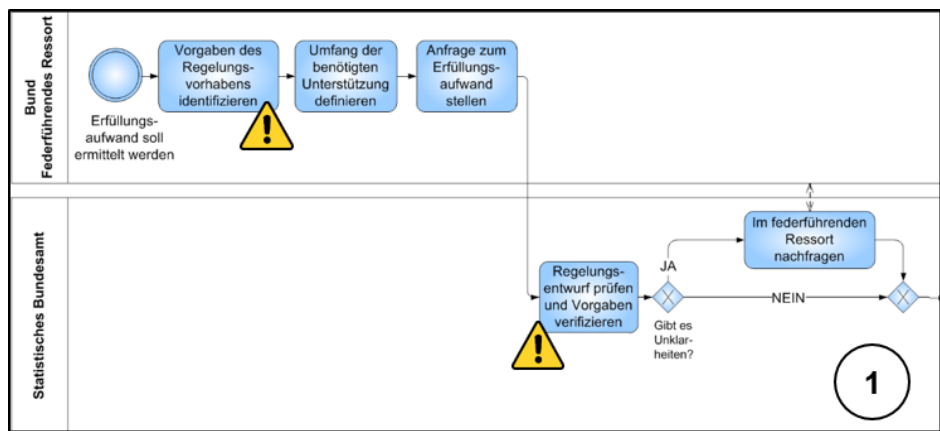 Bund
Federführendes Ressort
Erfüllungs-
aufwand soll
ermittelt werden
Vorgaben des
Regelungs-
vorhabens
identifizieren
Umfang der
benötigten
Unterstützung
definieren
Anfrage zum
Erfüllungs-
aufwand
stellen
Statistisches Bundesamt
Regelungs-
entwurf prüfen
und Vorgaben
verifizieren
Gibt es
Unklar-
heiten?
JA
Im federführenden
Ressort
nachfragen
NEIN
1